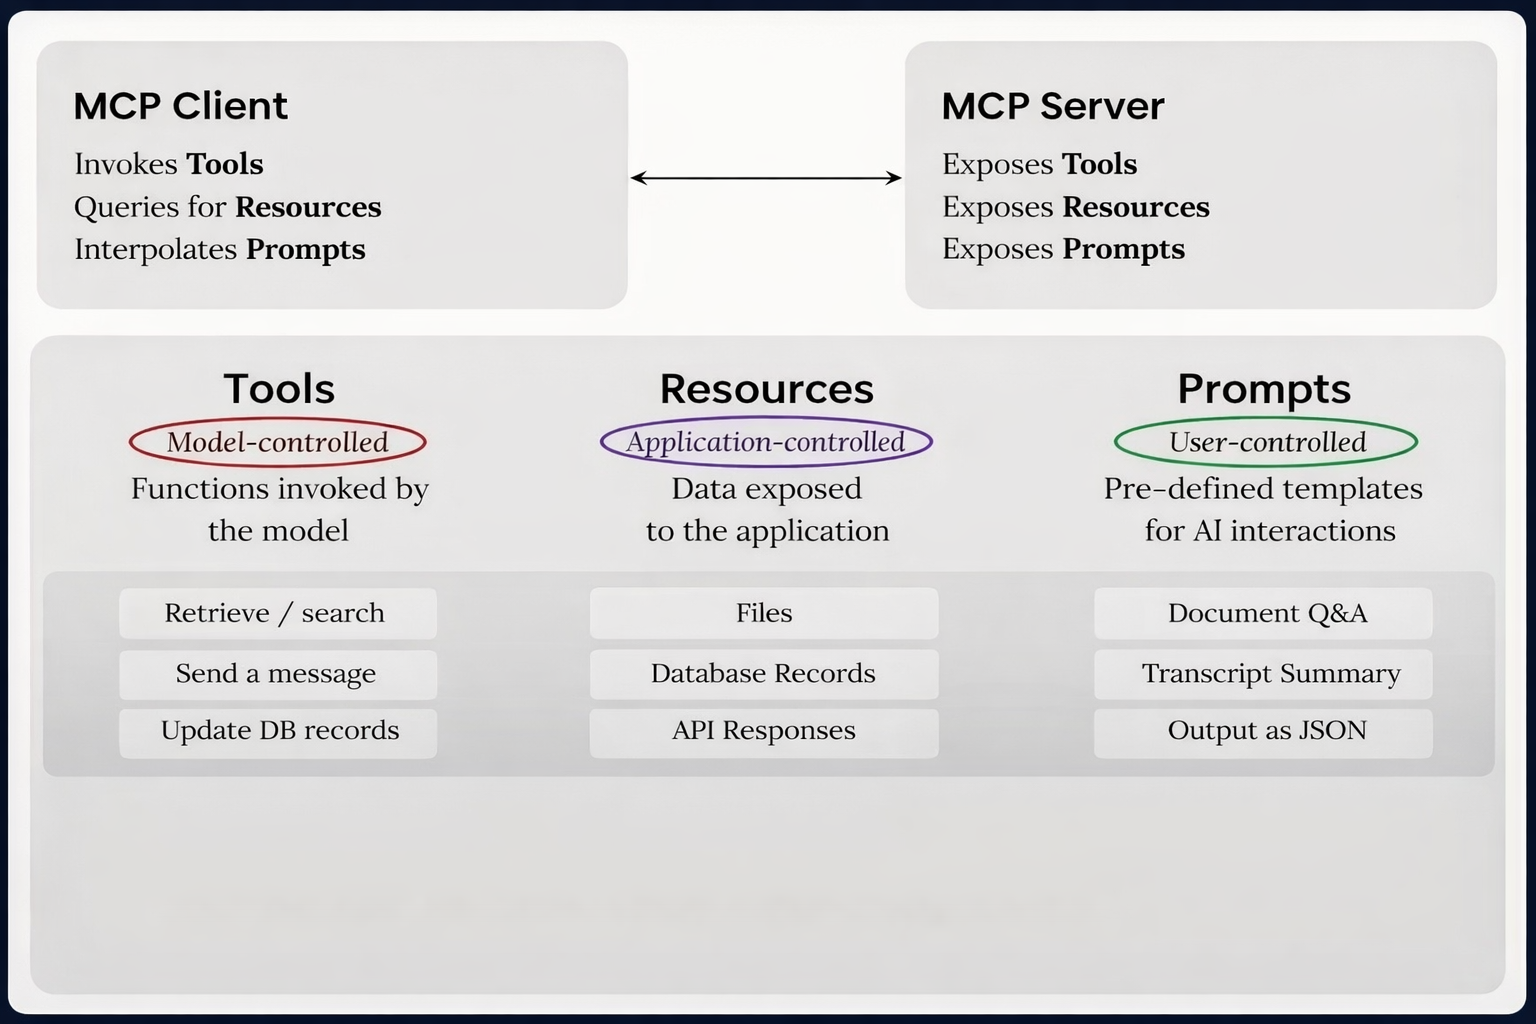 MCP Client
Invokes Tools
Queries for Resources
Interpolates Prompts
MCP Server
Exposes Tools
Exposes Resources
Exposes Prompts
Tools
Model-controlled
Functions invoked by
the model
Retrieve / search
Send a message
Update DB records
Resources
Application-controlled
Data exposed
to the application
Files
Database Records
API Responses
Prompts
User-controlled
Pre-defined templates
for AI interactions
Document Q&A
Transcript Summary
Output as JSON